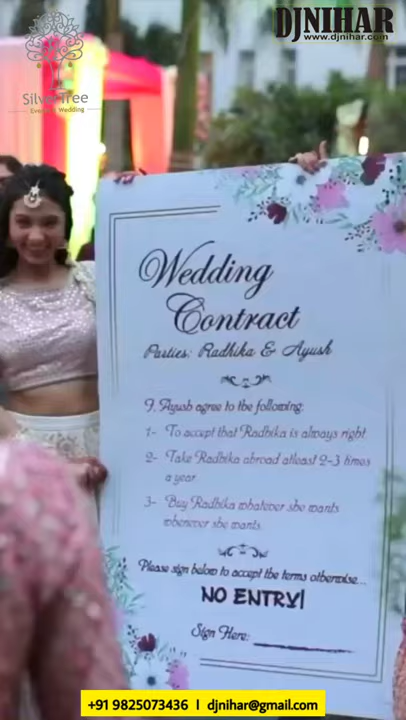 DJNIHAR
www.djnihar.com
SilverTree
Wedding
Wedding
Contract
Parties: Radhika & Ayush
I, Ayush agree to the following:
1- To accept that Radhika is always right.
2- Take Radhika abroad atleast 2-3 times
a year.
3- Buy Radhika whatever she wants
whenever she wants.
Please sign below to accept the terms otherwise...
NO ENTRY!
Sign Here:
+91 9825073436 I djnihar@gmail.com